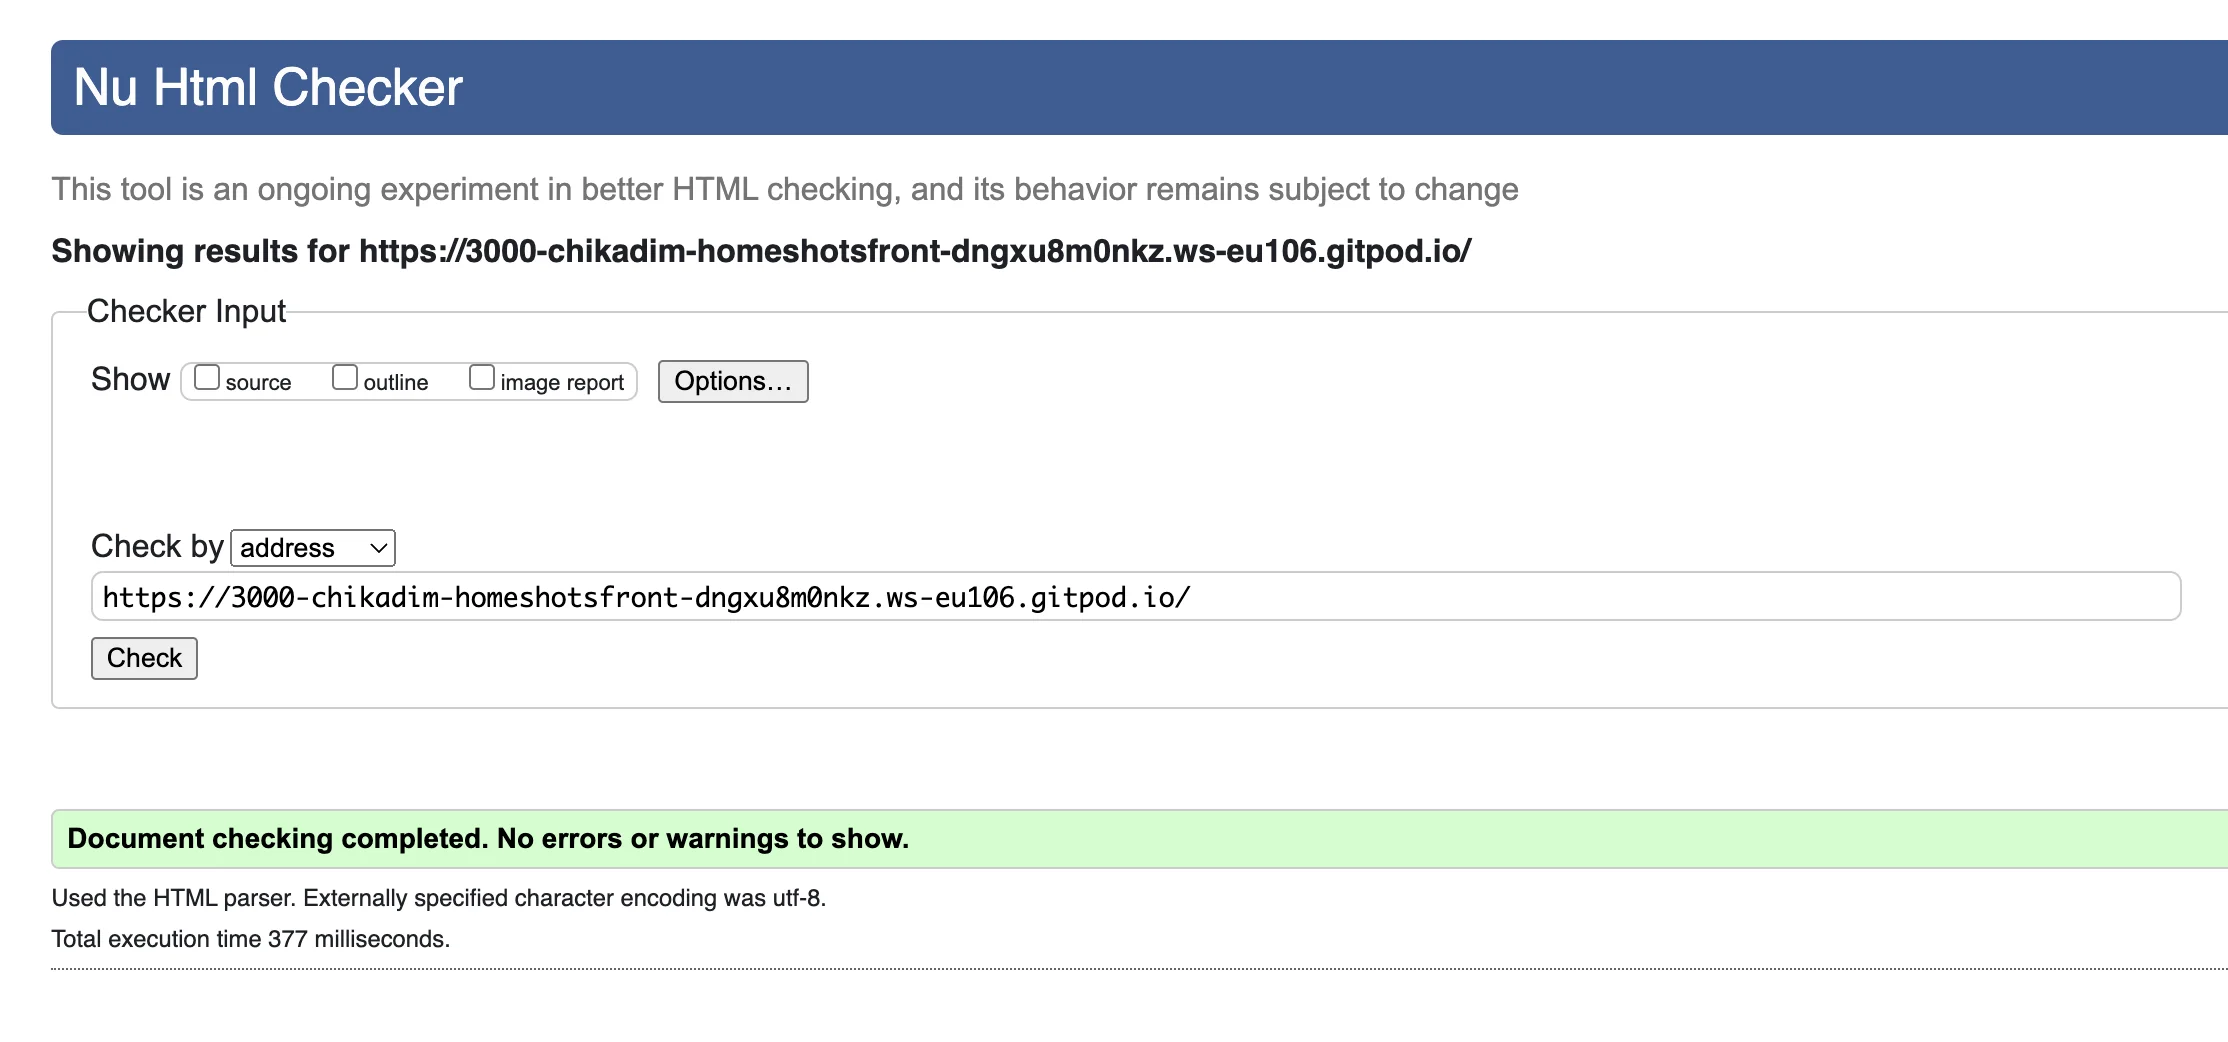 Nu Html Checker
This tool is an ongoing experiment in better HTML checking, and its behavior remains subject to change
Showing results for https://3000-chikadim-homeshotsfront-dngxu8m0nkz.ws-eu106.gitpod.io/
Checker Input
Show source outline image report Options…
Check by address
https://3000-chikadim-homeshotsfront-dngxu8m0nkz.ws-eu106.gitpod.io/
Check
Document checking completed. No errors or warnings to show.
Used the HTML parser. Externally specified character encoding was utf-8.
Total execution time 377 milliseconds.